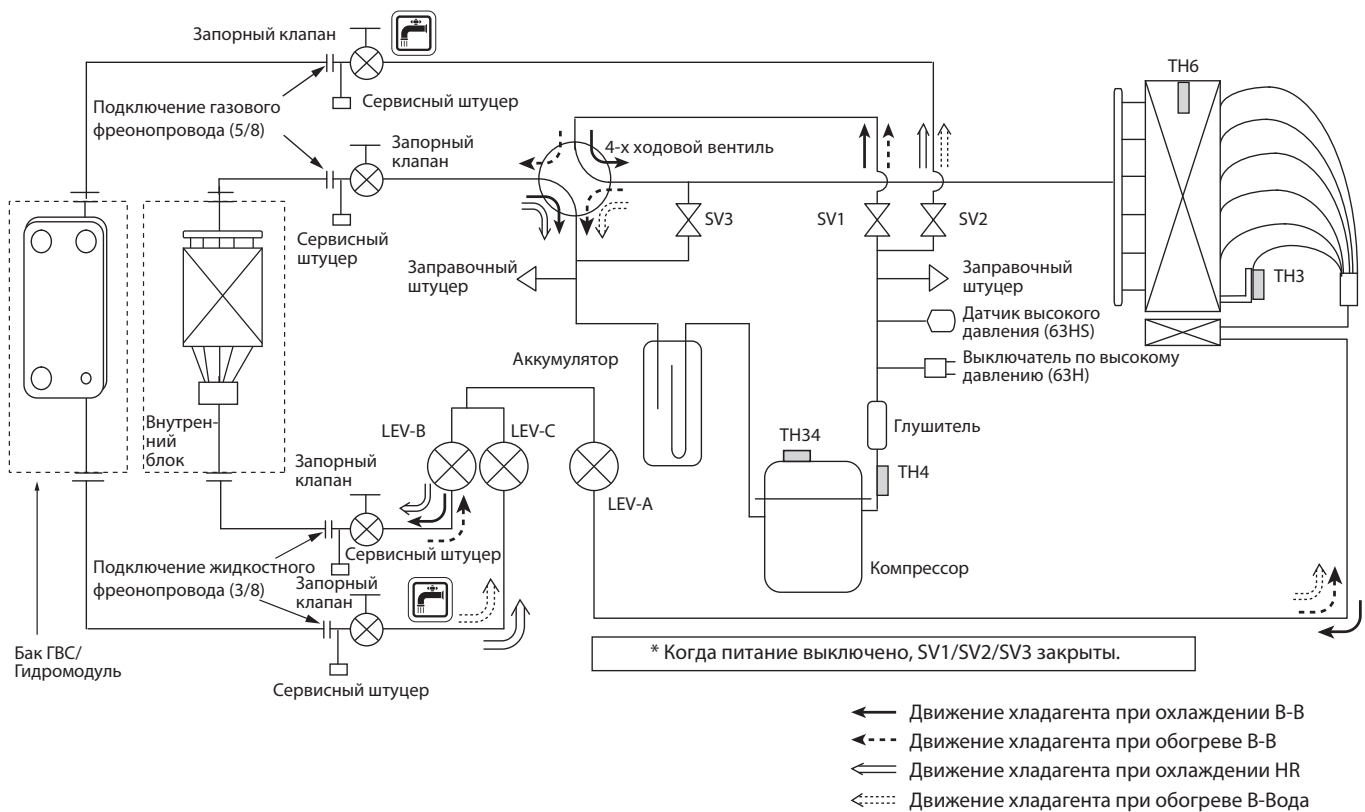 Запорный клапан
Сервисный штуцер
Подключение газового
фреонопровода (5/8)
Запорный
клапан
Сервисный
штуцер
4-х ходовой вентиль
TH6
SV3
SV1
SV2
TH3
Заправочный
штуцер
Заправочный
штуцер
Датчик высокого
давления (63HS)
Выключатель по высокому
давлению (63H)
Аккумулятор
Глушитель
TH34
TH4
Компрессор
Внутрен-
ний
блок
LEV-B
LEV-C
LEV-A
Запорный
клапан
Сервисный штуцер
Подключение жидкостного
фреонопровода (3/8)
Запорный
клапан
Сервисный штуцер
Бак ГВС/
Гидромодуль
* Когда питание выключено, SV1/SV2/SV3 закрыты.
Движение хладагента при охлаждении В-В
Движение хладагента при обогреве В-В
Движение хладагента при охлаждении HR
Движение хладагента при обогреве В-Вода